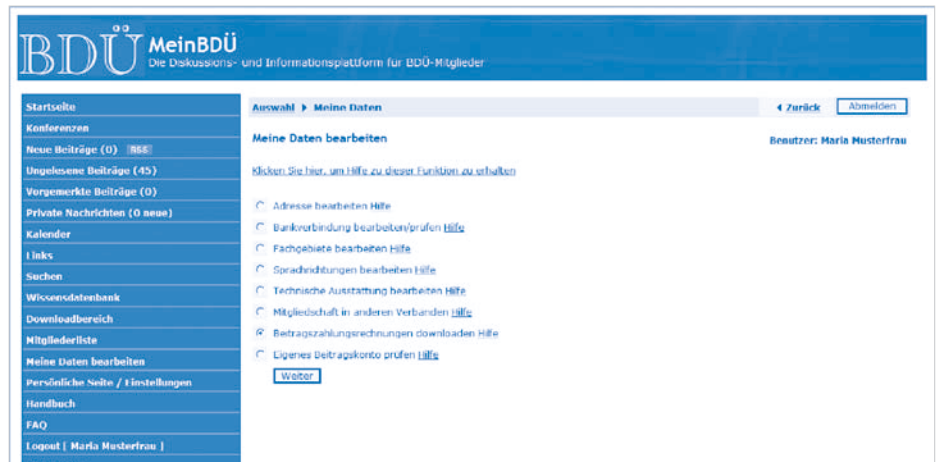 BDÜ MeinBDÜ
Die Diskussions- und Informationsplattform für BDÜ-Mitglieder
Startseite
Konferenzen
Neue Beiträge (0) RSS
Ungelesene Beiträge (45)
Vorgemerkte Beiträge (0)
Private Nachrichten (0 neue)
Kalender
Links
Suchen
Wissensdatenbank
Downloadbereich
Mitgliederliste
Meine Daten bearbeiten
Persönliche Seite / Einstellungen
Handbuch
FAQ
Logout [ Maria Musterfrau ]
Auswahl Meine Daten Zurück Abmelden
Meine Daten bearbeiten Benutzer: Maria Musterfrau
Klicken Sie hier, um Hilfe zu dieser Funktion zu erhalten
Adresse bearbeiten Hilfe
Bankverbindung bearbeiten/prüfen Hilfe
Fachgebiete bearbeiten Hilfe
Sprachrichtungen bearbeiten Hilfe
Technische Ausstattung bearbeiten Hilfe
Mitgliedschaft in anderen Verbänden Hilfe
Beitragszahlungsrechnungen downloaden Hilfe
Eigenes Beitragskonto prüfen Hilfe
Weiter